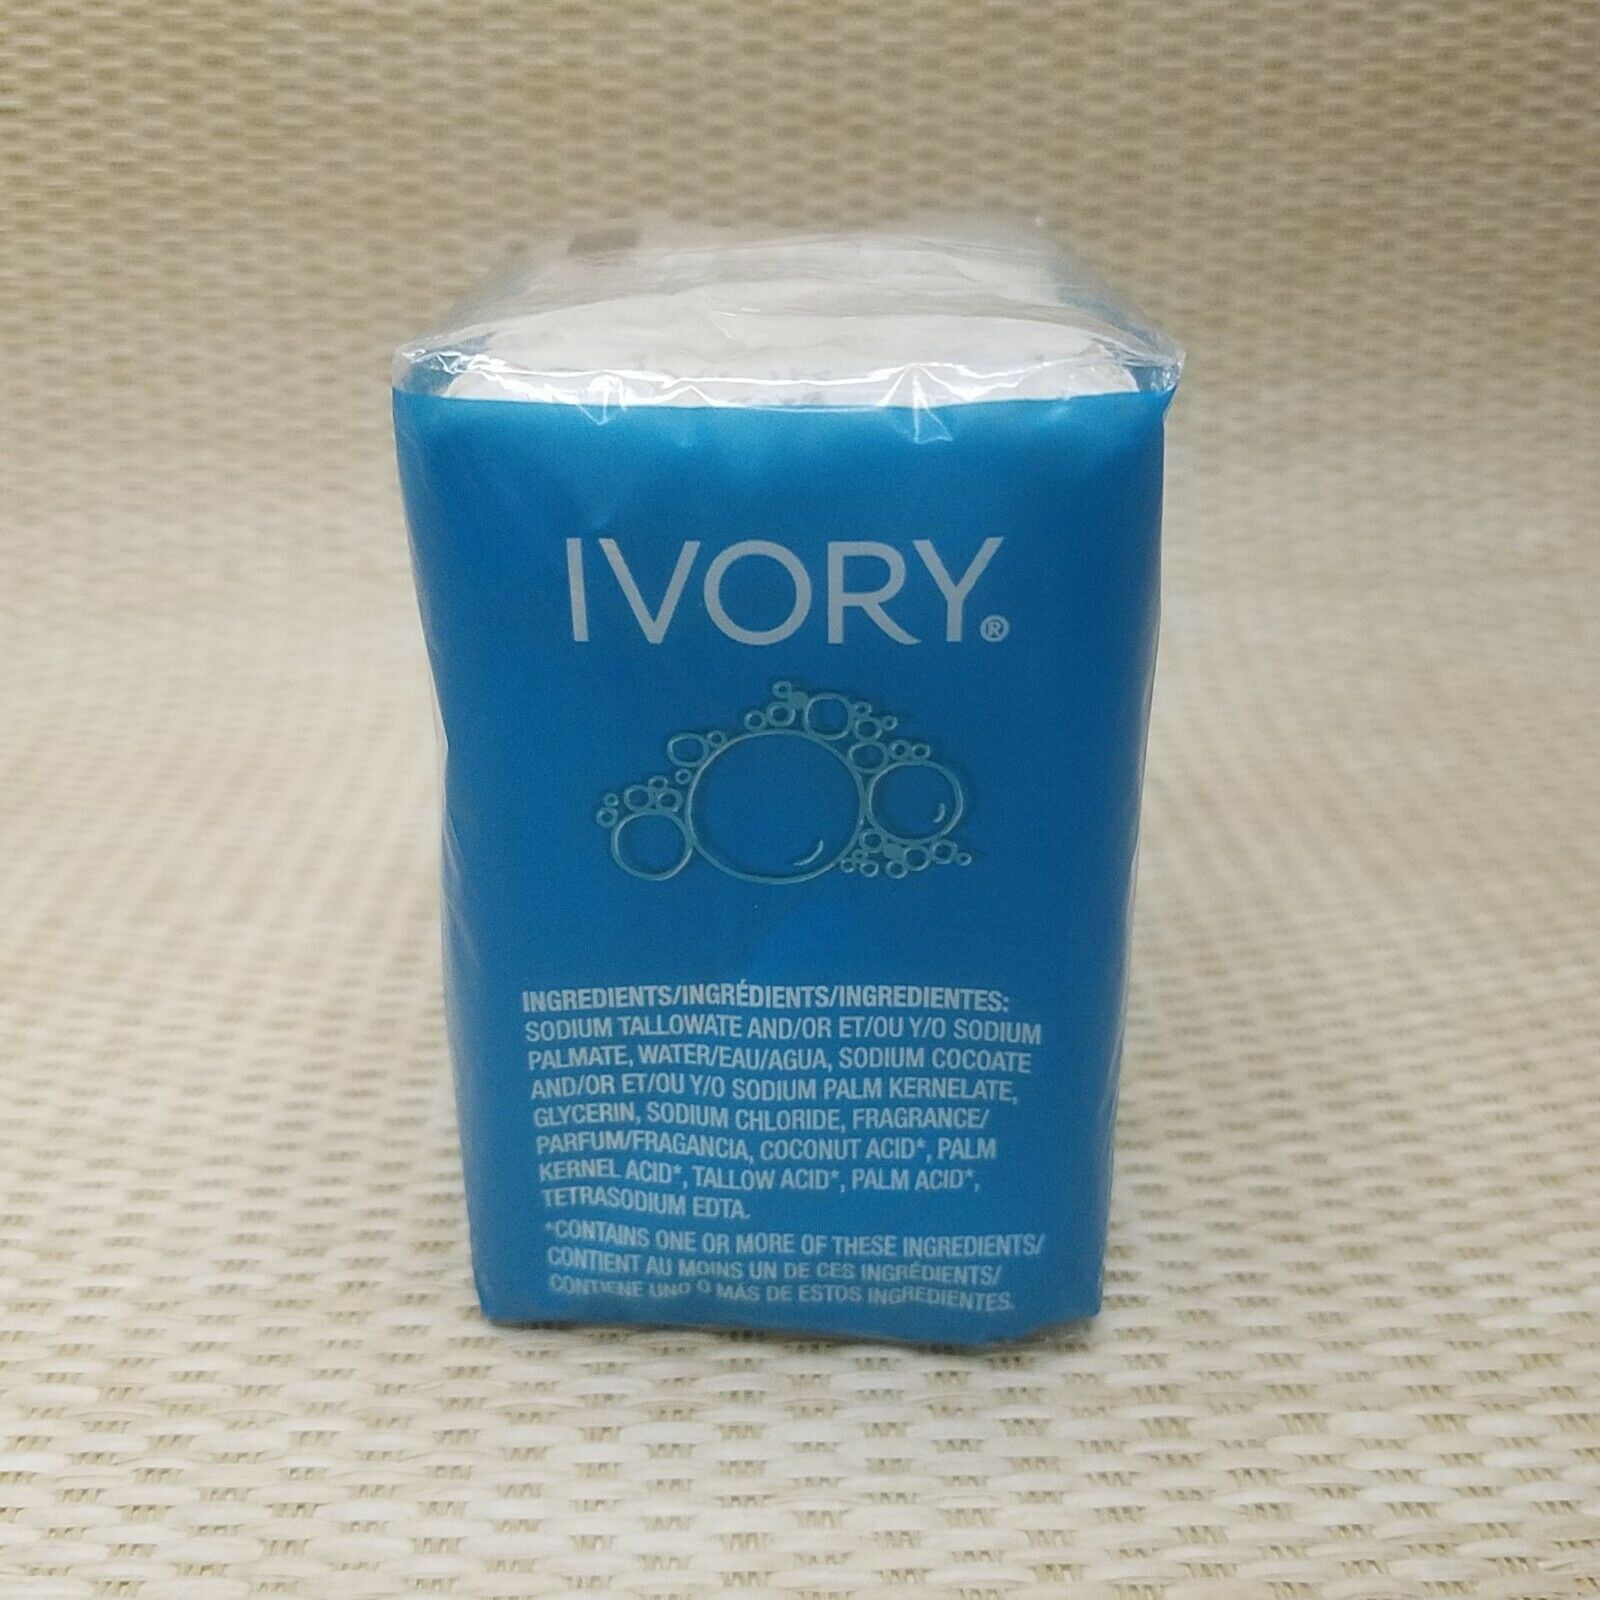 IVORY®
INGREDIENTS/INGRÉDIENTS/INGREDIENTES:
SODIUM TALLOWATE AND/OR ET/OU Y/O SODIUM
PALMATE, WATER/EAU/AGUA, SODIUM COCOATE
AND/OR ET/OU Y/O SODIUM PALM KERNELATE,
GLYCERIN, SODIUM CHLORIDE, FRAGRANCE/
PARFUM/FRAGANCIA, COCONUT ACID*, PALM
KERNEL ACID*, TALLOW ACID*, PALM ACID*,
TETRASODIUM EDTA.
*CONTAINS ONE OR MORE OF THESE INGREDIENTS/
CONTIENT AU MOINS UN DE CES INGRÉDIENTS/
CONTIENE UNO O MÁS DE ESTOS INGREDIENTES.